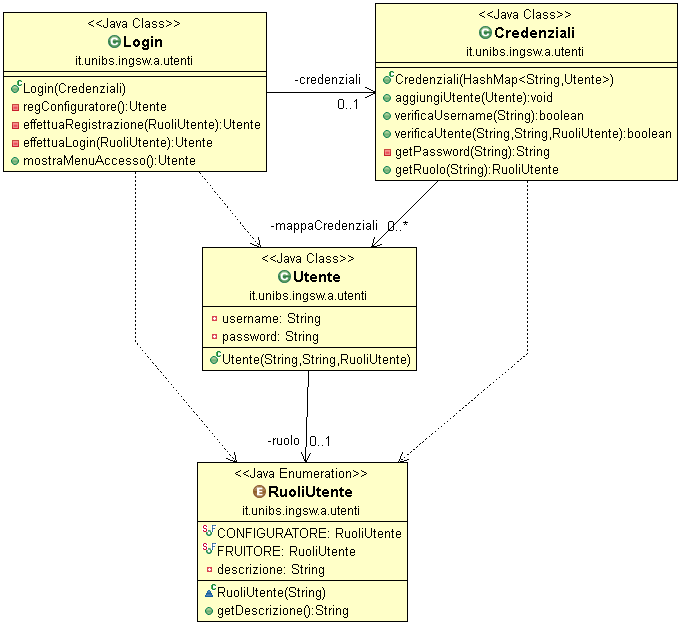 <<Java Class>>
Login
it.unibs.ingsw.a.utenti
Login(Credenziali)
regConfiguratore():Utente
effettuaRegistrazione(RuoliUtente):Utente
effettuaLogin(RuoliUtente):Utente
mostraMenuAccesso():Utente
-credenziali
0..1
<<Java Class>>
Credenziali
it.unibs.ingsw.a.utenti
Credenziali(HashMap<String,Utente>)
aggiungiUtente(Utente):void
verificaUsername(String):boolean
verificaUtente(String,String,RuoliUtente):boolean
getPassword(String):String
getRuolo(String):RuoliUtente
-mappaCredenziali
0..*
<<Java Class>>
Utente
it.unibs.ingsw.a.utenti
username: String
password: String
Utente(String,String,RuoliUtente)
-ruolo
0..1
<<Java Enumeration>>
RuoliUtente
it.unibs.ingsw.a.utenti
CONFIGURATORE: RuoliUtente
FRUITORE: RuoliUtente
descrizione: String
RuoliUtente(String)
getDescrizione():String